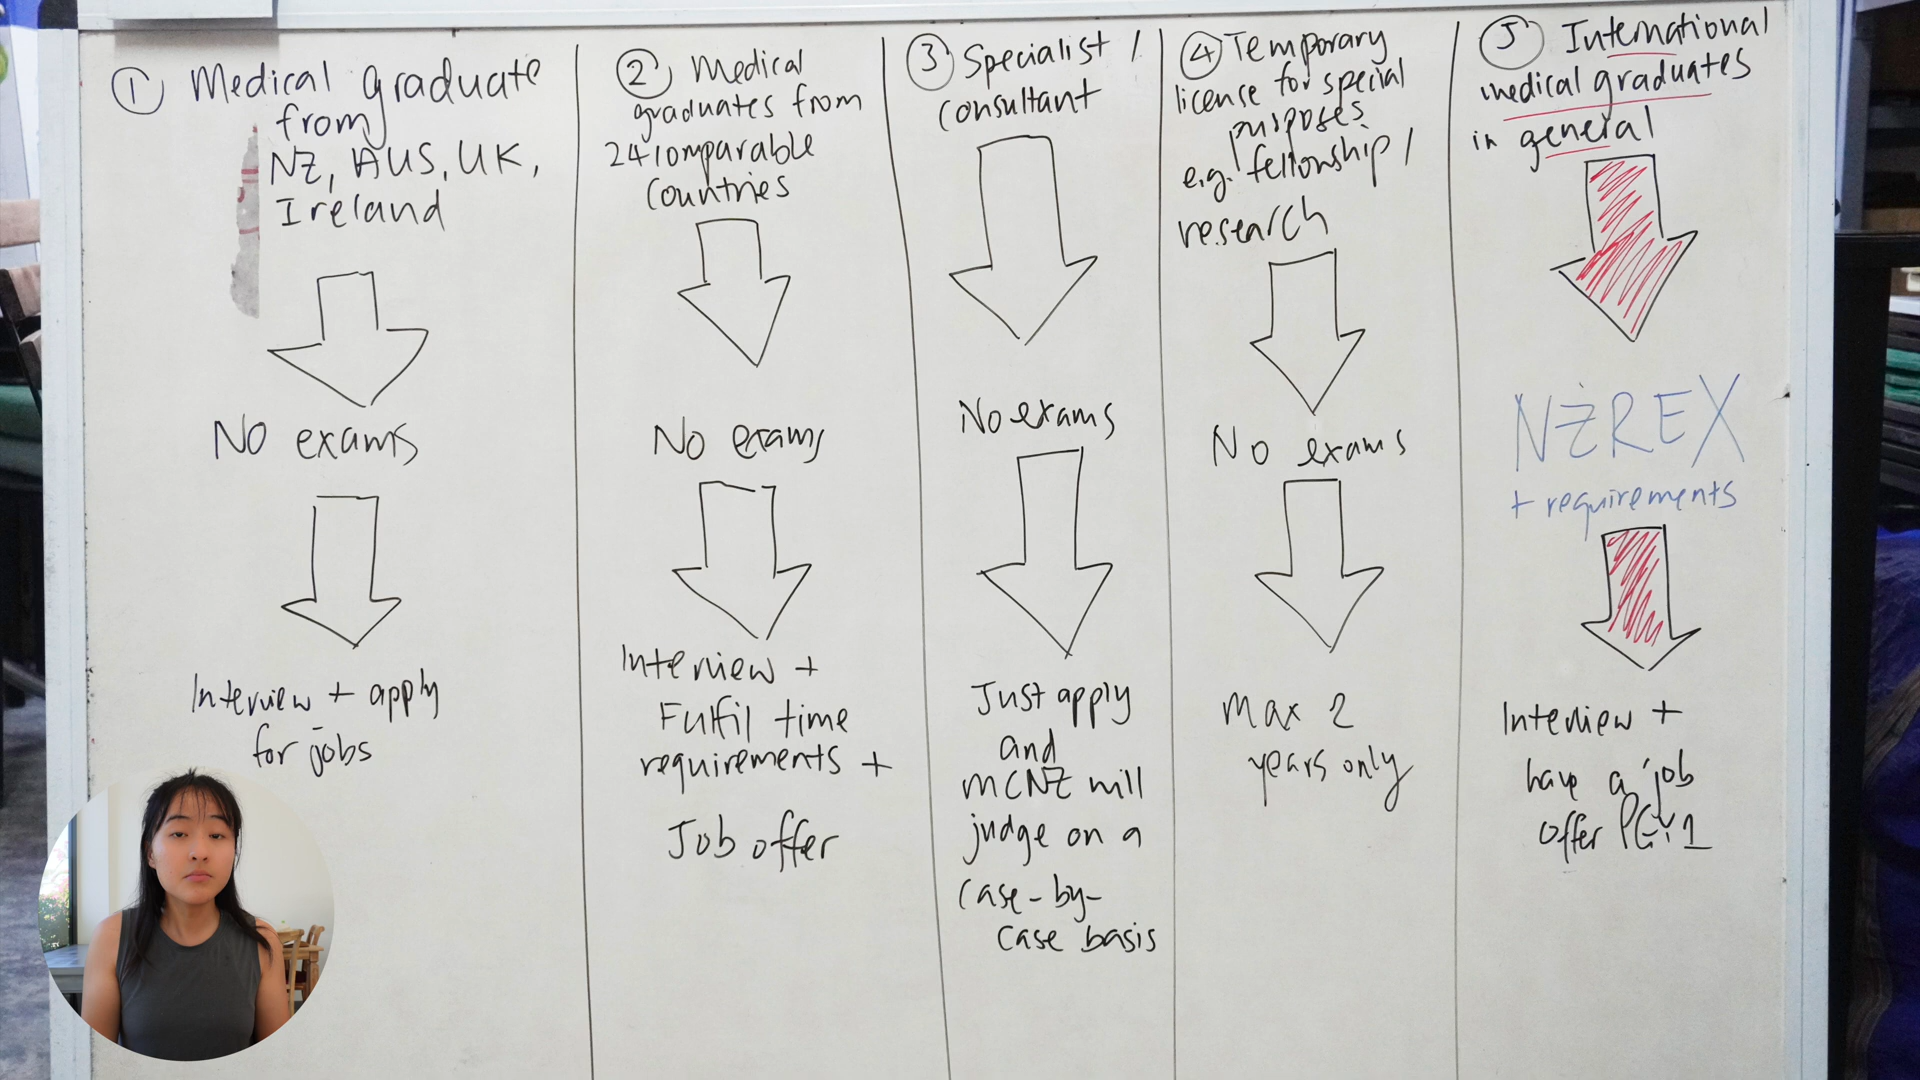 ① Medical graduate
from
NZ, AUS, UK,
Ireland
No exams
Interview + apply
for jobs
② Medical
graduates from
24 comparable
countries
No exams
Interview +
Fulfil time
requirements +
Job offer
③ Specialist /
consultant
No exams
Just apply
and
MCNZ will
judge on a
case-by-
case basis
④ Temporary
license for special
purposes
e.g. fellowship /
research
No exams
Max 2
years only
⑤ International
medical graduates
in general
NZREX
+ requirements
Interview +
have a job
offer PGY1